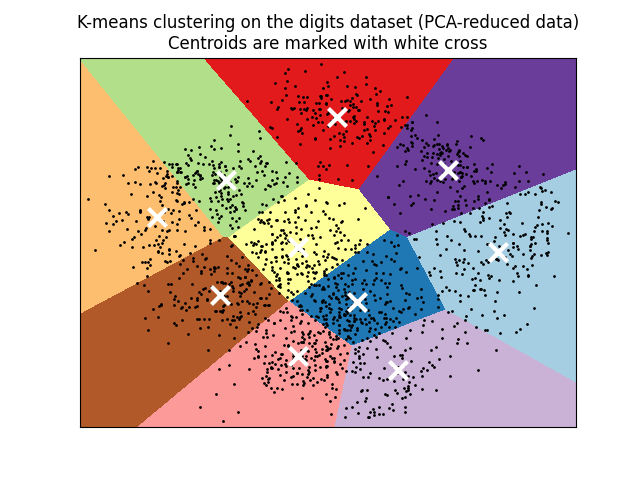 K-means clustering on the digits dataset (PCA-reduced data)
Centroids are marked with white cross